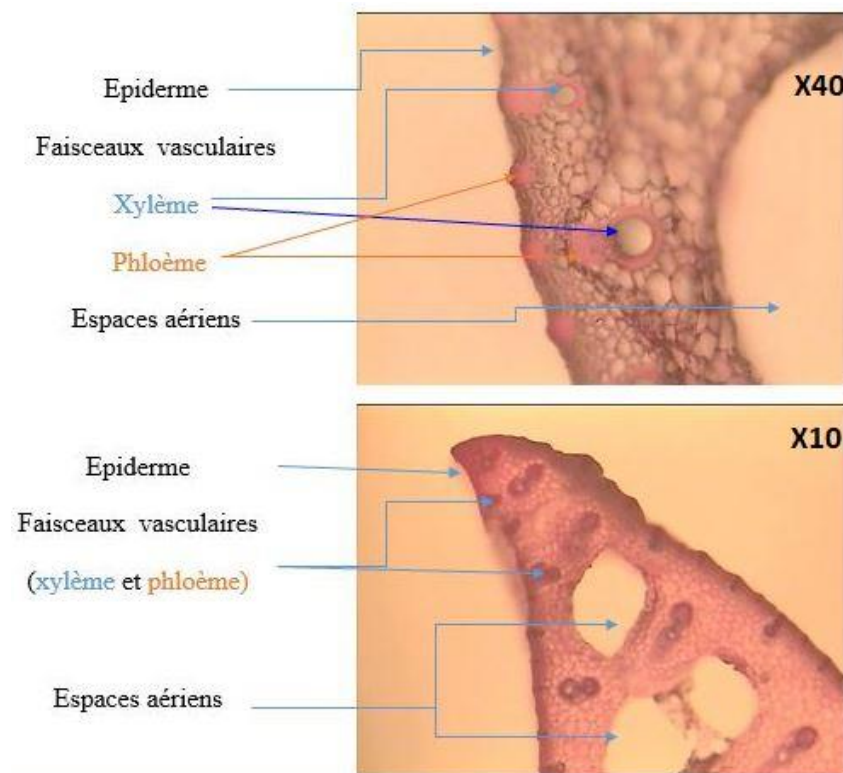 X40
Epiderme
Faisceaux vasculaires
Xylème
Phloème
Espaces aériens
X10
Epiderme
Faisceaux vasculaires
(xylème et phloème)
Espaces aériens